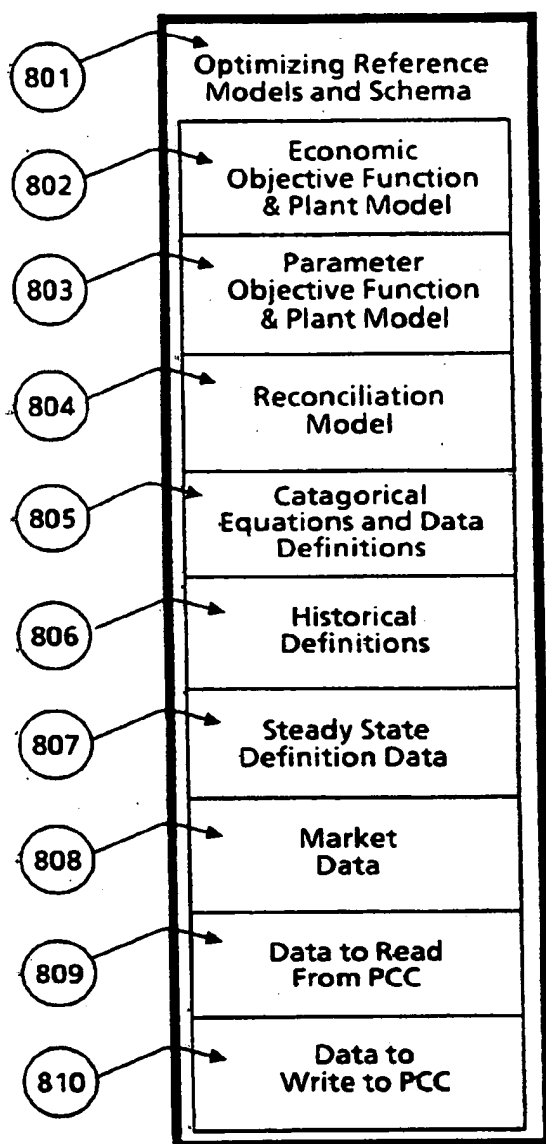 801
Optimizing Reference
Models and Schema
802
Economic
Objective Function
& Plant Model
803
Parameter
Objective Function
& Plant Model
804
Reconciliation
Model
805
Catagorical
Equations and Data
Definitions
806
Historical
Definitions
807
Steady State
Definition Data
808
Market
Data
809
Data to Read
From PCC
810
Data to
Write to PCC